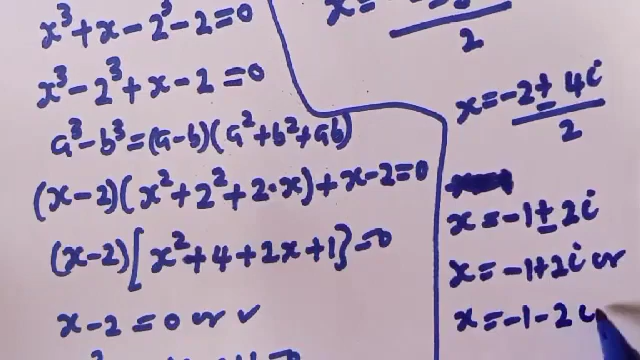 x³ + x - 2³ - 2 = 0
x³ - 2³ + x - 2 = 0
a³ - b³ = (a-b)(a² + b² + ab)
(x-2)(x² + 2² + 2·x) + x - 2 = 0
(x-2)[x² + 4 + 2x + 1} = 0
x - 2 = 0 or ✓
2
x = -2 ± 4i
2
x = -1 ± 2i
x = -1 + 2i or
x = -1 - 2i